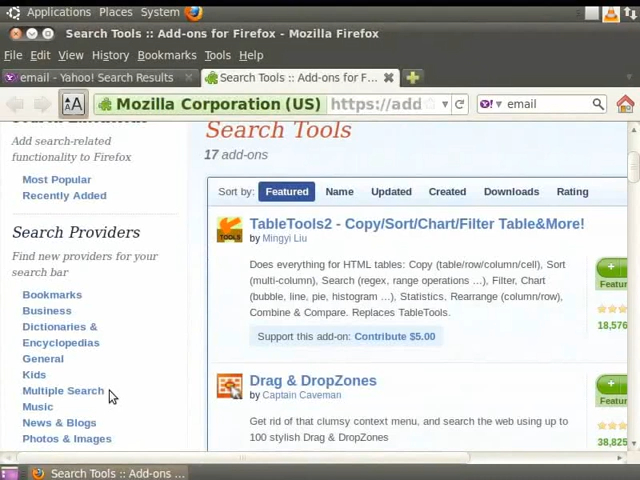 Applications Places System
Search Tools :: Add-ons for Firefox - Mozilla Firefox
File Edit View History Bookmarks Tools Help
email - Yahoo! Search Results
Search Tools :: Add-ons for F...
AA
Mozilla Corporation (US) https://add
Y! email
Add search-related
functionality to Firefox
Most Popular
Recently Added
Search Providers
Find new providers for your
search bar
Bookmarks
Business
Dictionaries &
Encyclopedias
General
Kids
Multiple Search
Music
News & Blogs
Photos & Images
Search Tools
17 add-ons
Sort by: Featured Name Updated Created Downloads Rating
TOOLS
TableTools2 - Copy/Sort/Chart/Filter Table&More!
by Mingyi Liu
Does everything for HTML tables: Copy (table/row/column/cell), Sort
(multi-column), Search (regex, range operations ...), Filter, Chart
(bubble, line, pie, histogram ...), Statistics. Rearrange (column/row),
Combine & Compare. Replaces TableTools.
Support this add-on: Contribute $5.00
Featur
18,576
Drag & DropZones
by Captain Caveman
Get rid of that clumsy context menu, and search the web using up to
100 stylish Drag & DropZones
Featur
38,825
Search Tools :: Add-ons ...